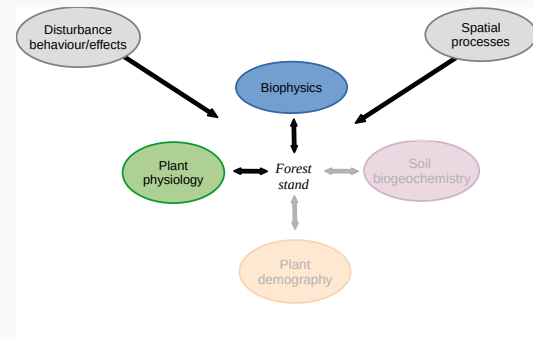 Disturbance
behaviour/effects
Spatial
processes
Biophysics
Plant
physiology
Forest
stand
Soil
biogeochemistry
Plant
demography